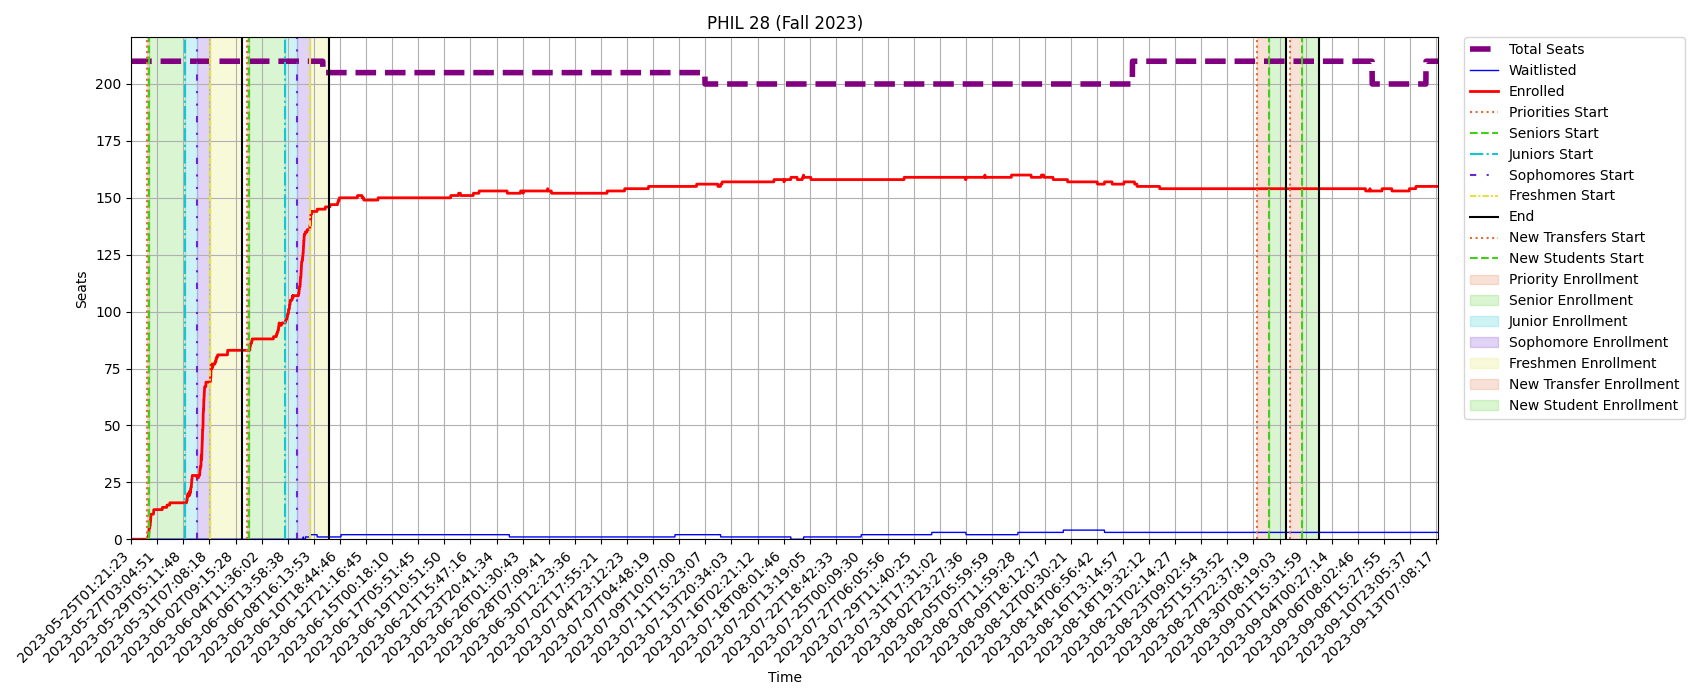 PHIL 28 (Fall 2023)
Seats
200
175
150
125
100
75
50
25
0
2023-05-25T01:21:23
2023-05-27T03:04:51
2023-05-29T05:11:48
2023-05-31T07:08:18
2023-06-02T09:15:28
2023-06-04T11:36:02
2023-06-06T13:58:38
2023-06-08T16:13:53
2023-06-10T18:44:46
2023-06-12T21:16:45
2023-06-15T00:18:10
2023-06-17T05:51:45
2023-06-19T10:51:50
2023-06-21T15:47:16
2023-06-23T20:41:34
2023-06-26T01:30:43
2023-06-28T07:09:41
2023-06-30T12:23:36
2023-07-02T17:55:21
2023-07-04T23:12:23
2023-07-07T04:48:19
2023-07-09T10:07:00
2023-07-11T15:23:07
2023-07-13T20:34:03
2023-07-16T02:21:12
2023-07-18T08:01:46
2023-07-20T13:19:05
2023-07-22T18:42:33
2023-07-25T00:09:30
2023-07-27T06:05:56
2023-07-29T11:40:25
2023-07-31T17:31:02
2023-08-02T23:27:36
2023-08-05T05:59:59
2023-08-07T11:59:28
2023-08-09T18:12:17
2023-08-12T00:30:21
2023-08-14T06:56:42
2023-08-16T13:14:57
2023-08-18T19:32:12
2023-08-21T02:14:27
2023-08-23T09:02:54
2023-08-25T15:53:52
2023-08-27T22:37:19
2023-08-30T08:19:03
2023-09-01T15:31:59
2023-09-04T00:27:14
2023-09-06T08:02:46
2023-09-08T15:27:55
2023-09-10T23:05:37
2023-09-13T07:08:17
Time
Total Seats
Waitlisted
Enrolled
Priorities Start
Seniors Start
Juniors Start
Sophomores Start
Freshmen Start
End
New Transfers Start
New Students Start
Priority Enrollment
Senior Enrollment
Junior Enrollment
Sophomore Enrollment
Freshmen Enrollment
New Transfer Enrollment
New Student Enrollment